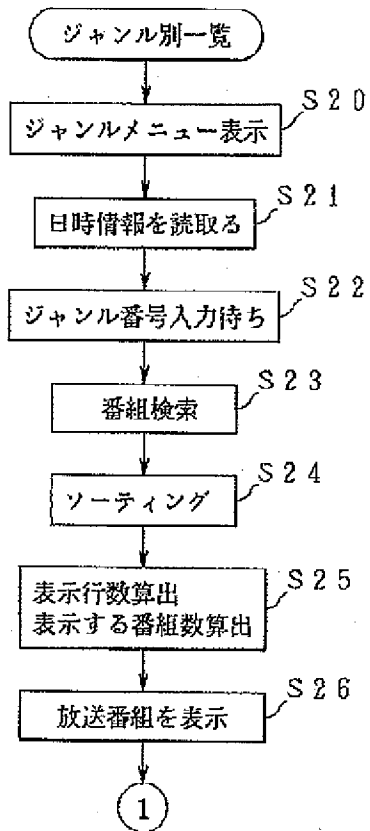 ジャンル別一覧
S20
ジャンルメニュー表示
S21
日時情報を読取る
S22
ジャンル番号入力待ち
S23
番組検索
S24
ソーティング
S25
表示行数算出
表示する番組数算出
S26
放送番組を表示
1